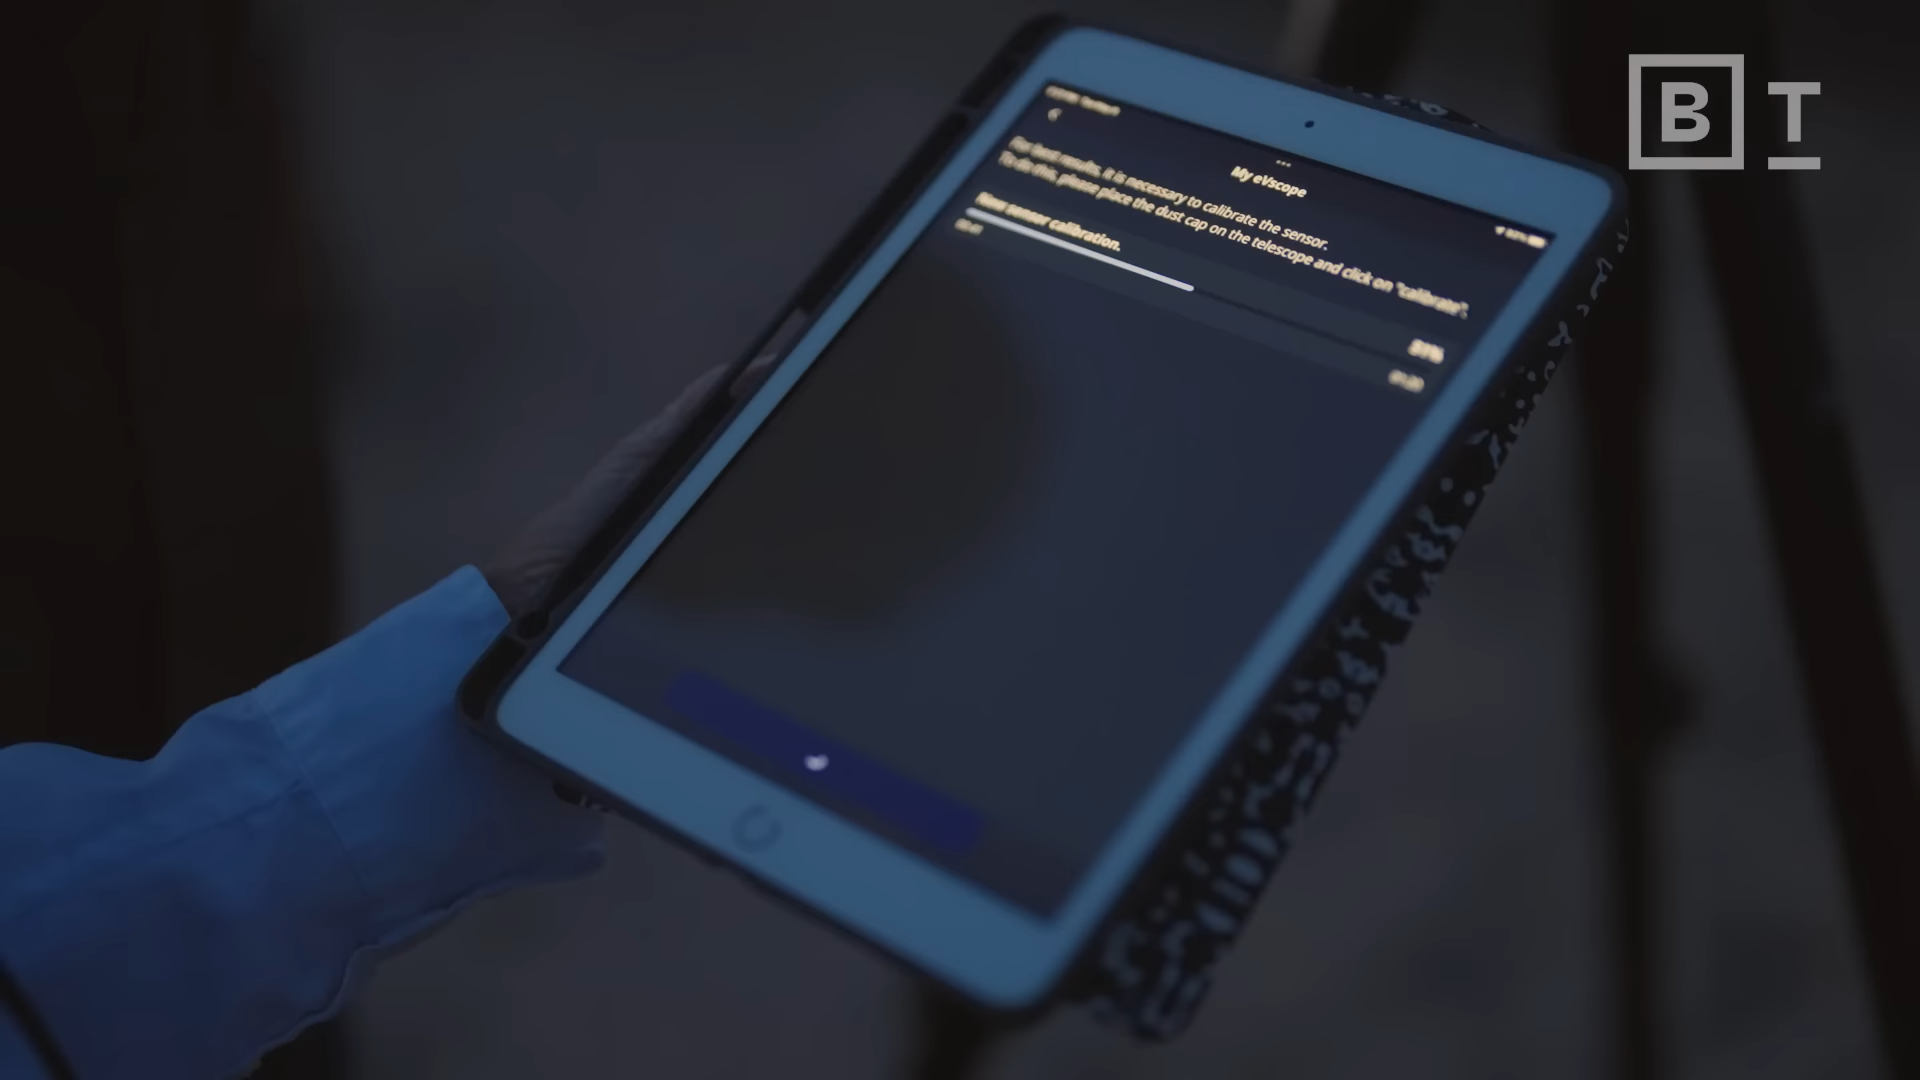 B T
My eVscope
For best results, it is necessary to calibrate the sensor.
To do this, please place the dust cap on the telescope and click on "calibrate".
New sensor calibration.